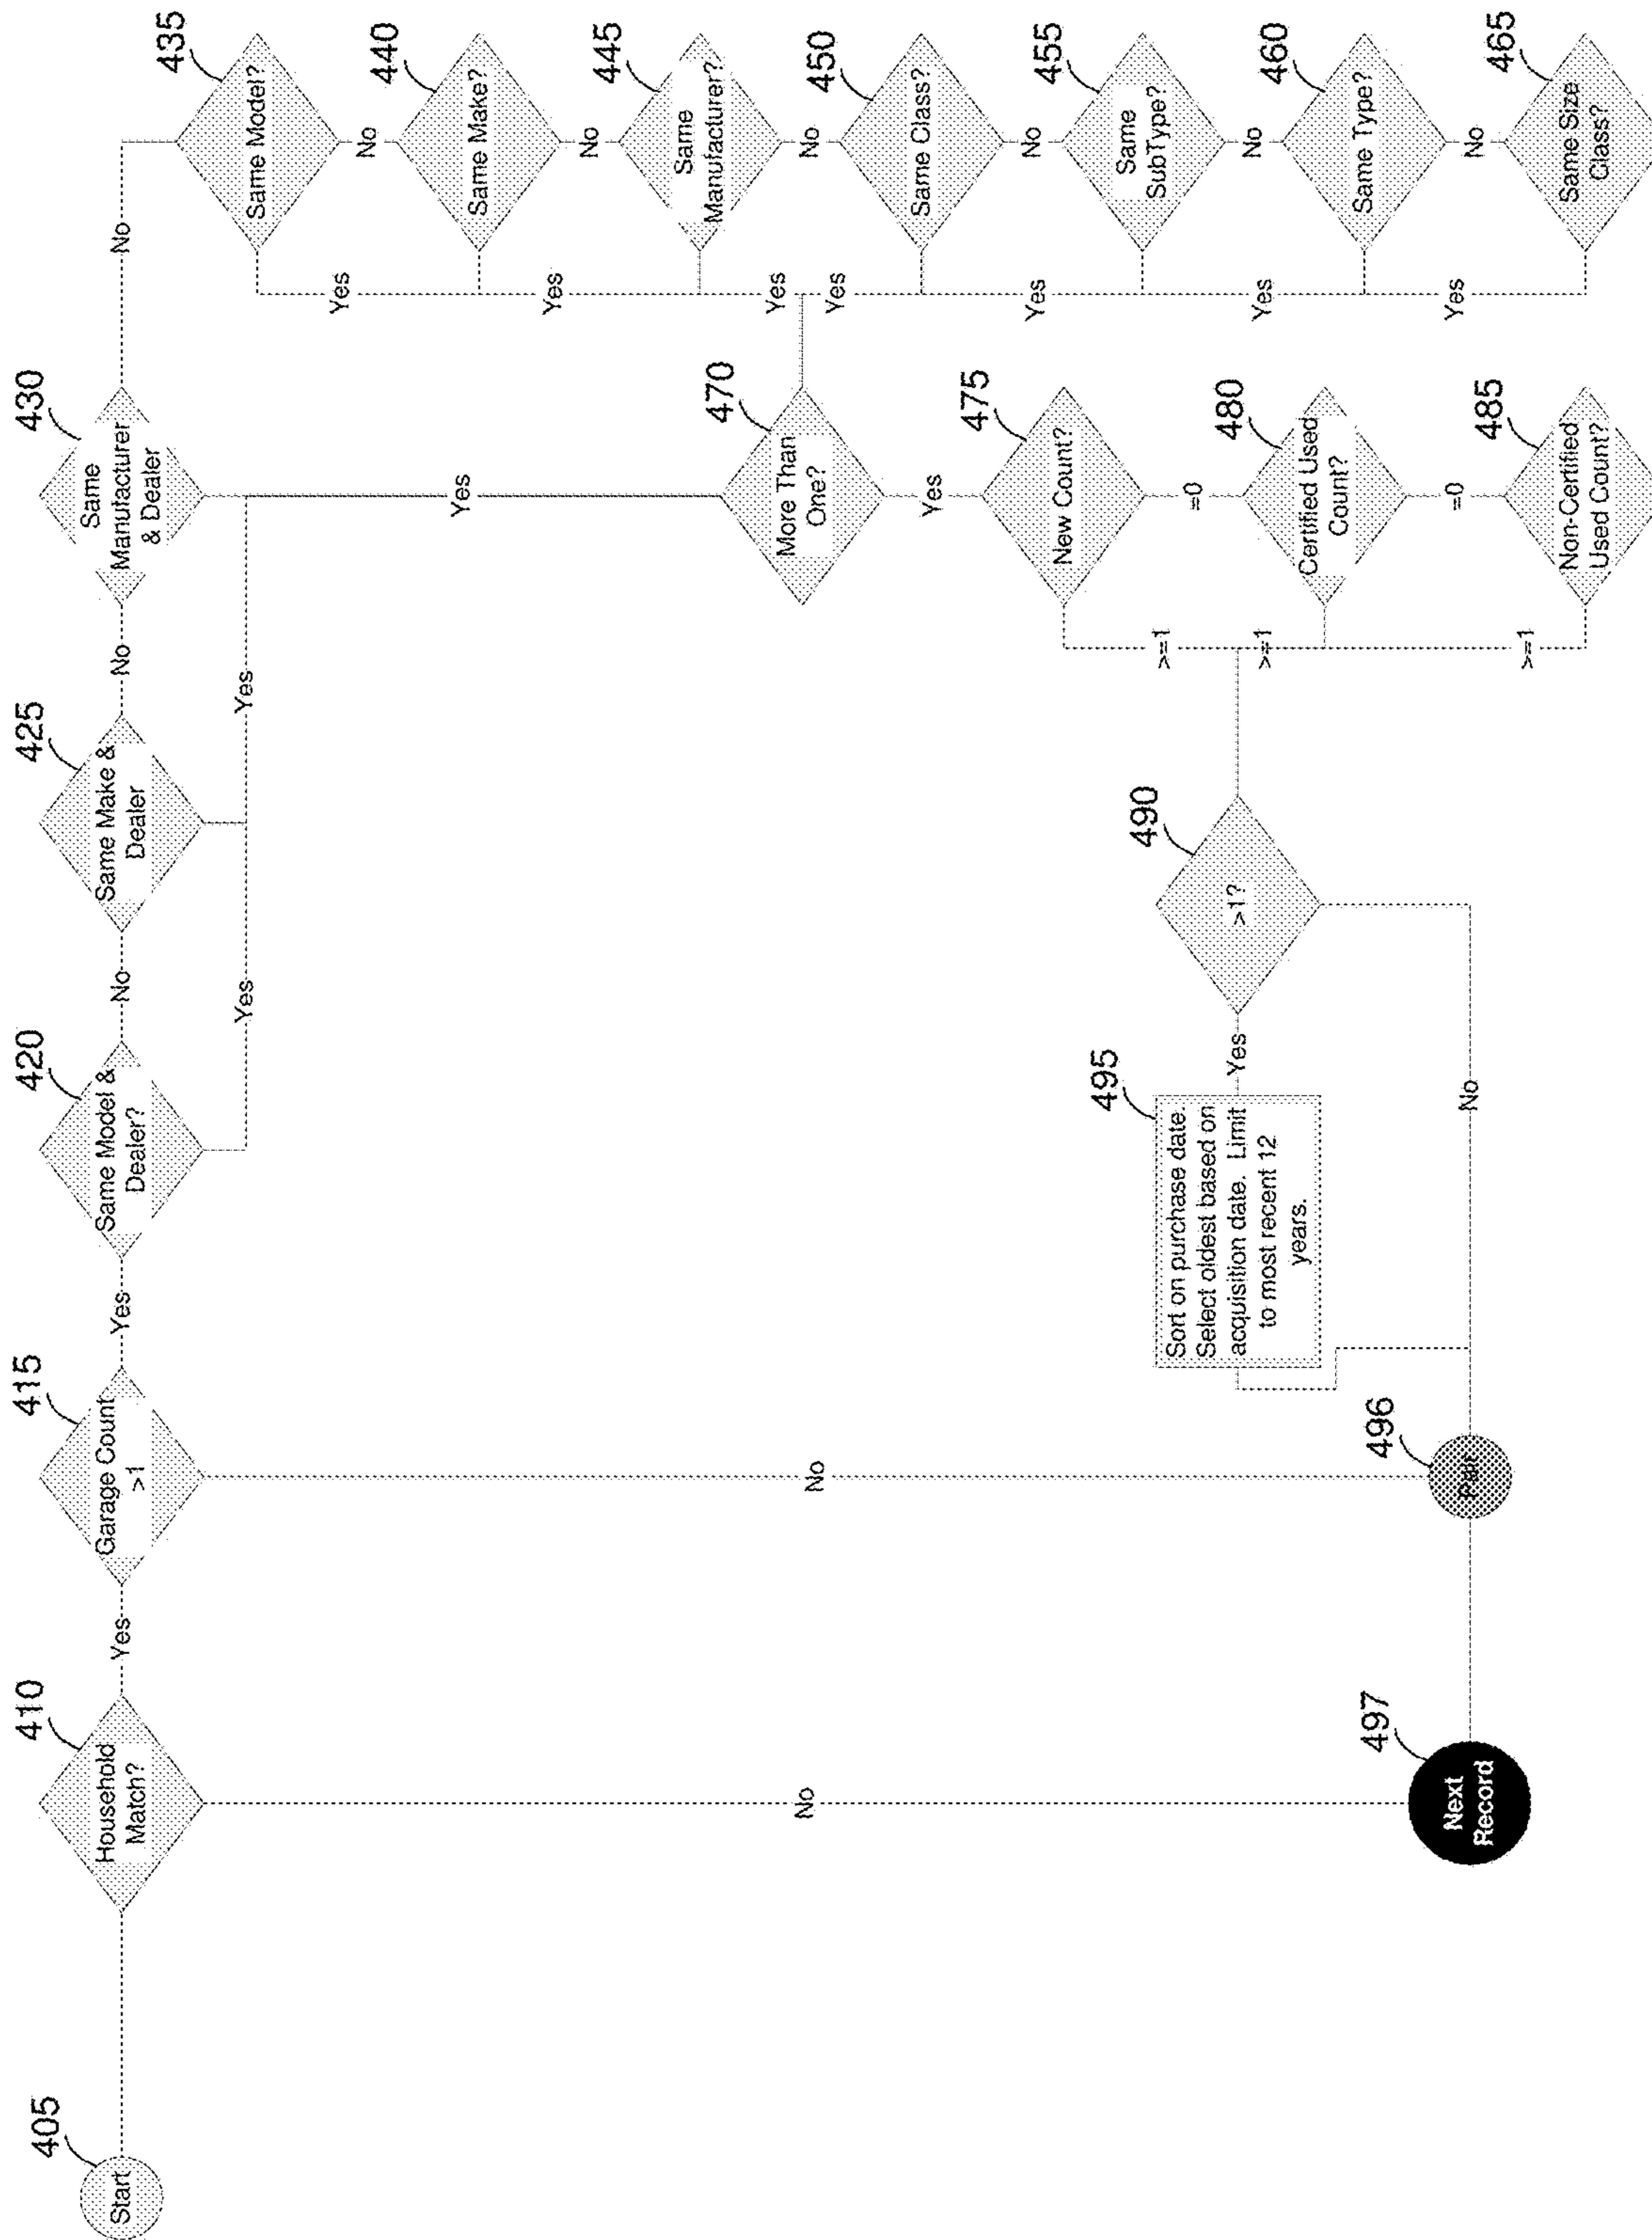 405
Start
410
Household
Match?
Yes
No
415
Garage Count
>1
Yes
No
420
Same Model &
Dealer?
No
Yes
425
Same Make &
Dealer
No
Yes
430
Same
Manufacturer
& Dealer
No
Yes
435
Same Model?
Yes
No
440
Same Make?
Yes
No
445
Same
Manufacturer?
Yes
No
450
Same Class?
Yes
No
455
Same
SubType?
Yes
No
460
Same Type?
Yes
No
465
Same Size
Class?
Yes
470
More Than
One?
Yes
475
New Count?
=0
>=1
480
Certified Used
Count?
=0
>=1
485
Non-Certified
Used Count?
>=1
490
>1?
Yes
No
495
Sort on purchase date.
Select oldest based on
acquisition date. Limit
to most recent 12
years.
496
Pair
497
Next
Record